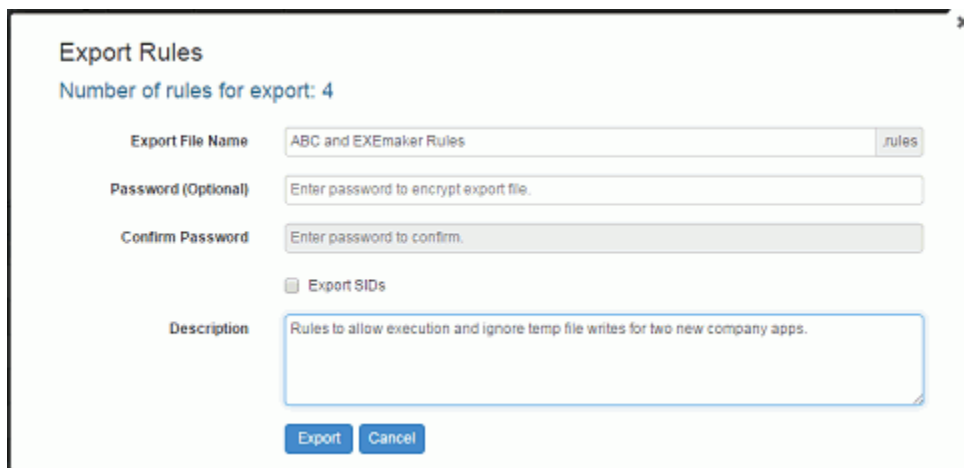 Export Rules
Number of rules for export: 4
Export File Name ABC and EXEmaker Rules .rules
Password (Optional) Enter password to encrypt export file.
Confirm Password Enter password to confirm.
Export SIDs
Description Rules to allow execution and ignore temp file writes for two new company apps.
Export Cancel